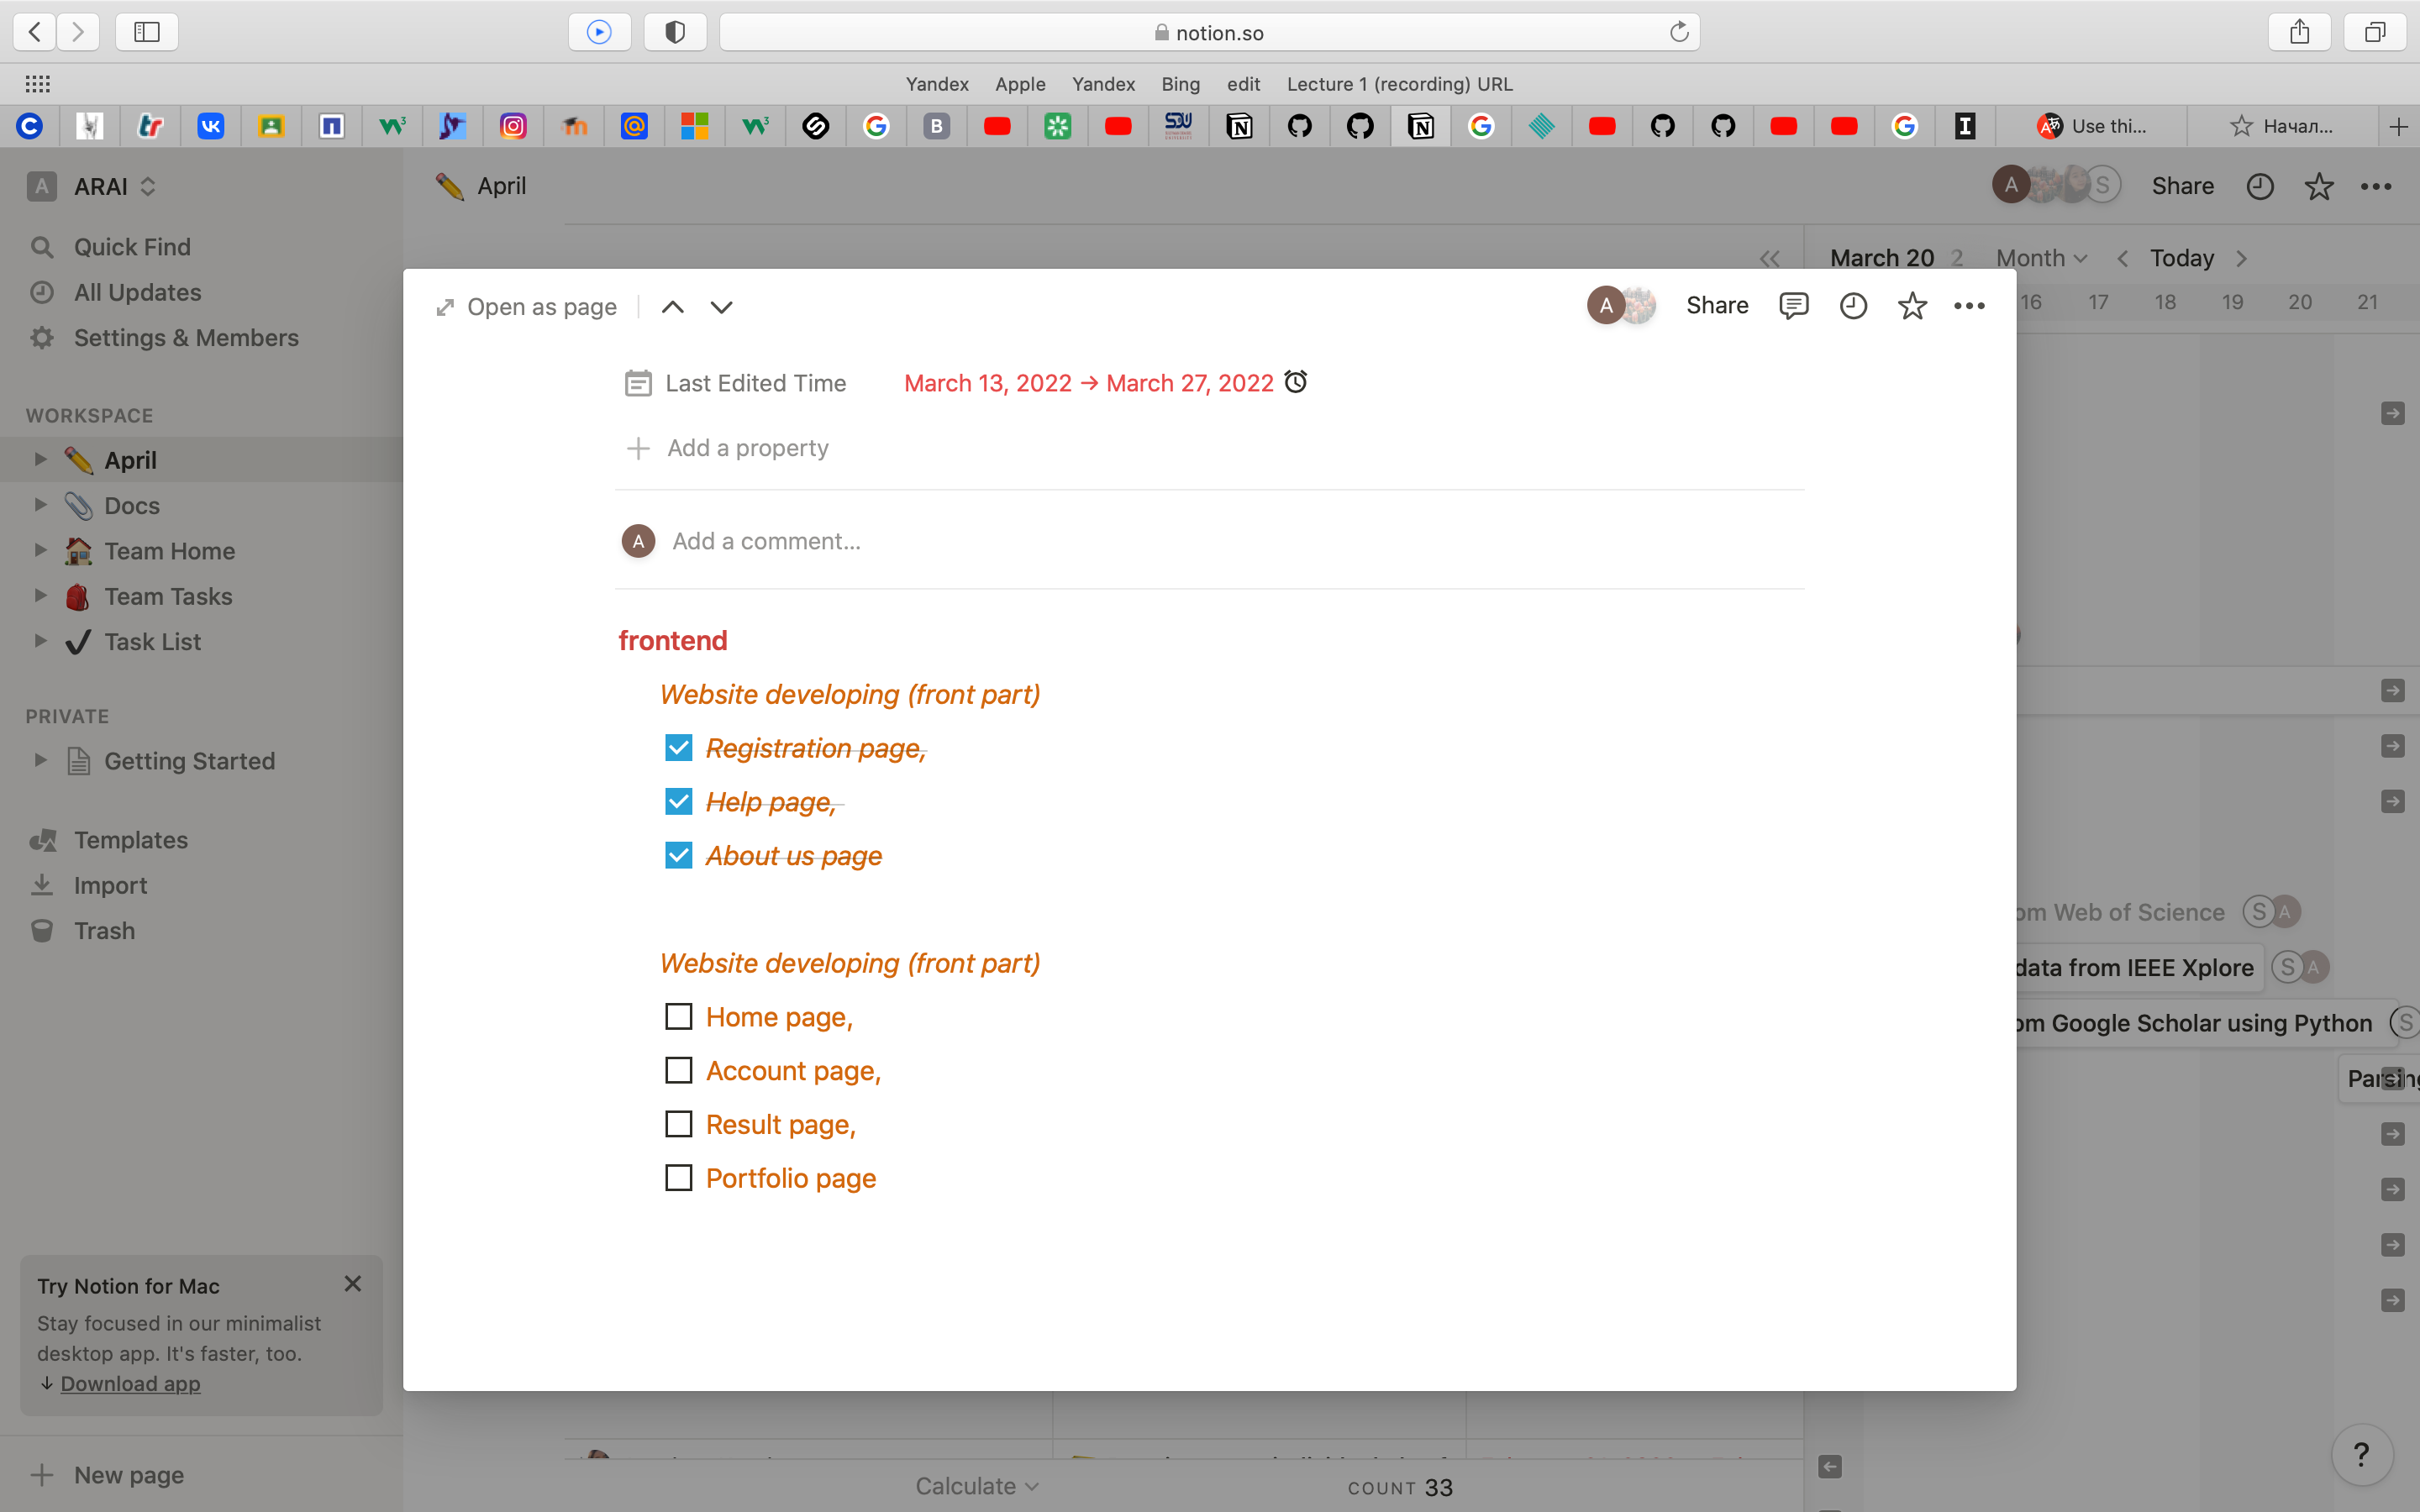 notion.so
Yandex Apple Yandex Bing edit Lecture 1 (recording) URL
Use thi... Начал...
A ARAI
April
A S Share
Quick Find
All Updates
Settings & Members
WORKSPACE
April
Docs
Team Home
Team Tasks
Task List
PRIVATE
Getting Started
Templates
Import
Trash
Try Notion for Mac
Stay focused in our minimalist
desktop app. It's faster, too.
Download app
New page
March 20 2 Month Today
16 17 18 19 20 21
Open as page
A Share
Last Edited Time March 13, 2022 → March 27, 2022
Add a property
A Add a comment...
frontend
Website developing (front part)
Registration page,
Help page,
About us page
Website developing (front part)
Home page,
Account page,
Result page,
Portfolio page
om Web of Science S A
data from IEEE Xplore S A
om Google Scholar using Python S
Calculate
COUNT 33
?